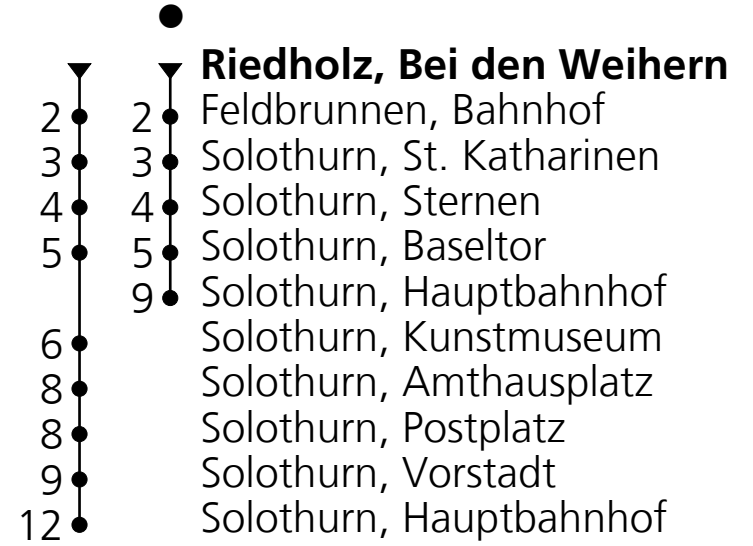 Riedholz, Bei den Weihern
2 2 Feldbrunnen, Bahnhof
3 3 Solothurn, St. Katharinen
4 4 Solothurn, Sternen
5 5 Solothurn, Baseltor
9 Solothurn, Hauptbahnhof
6 Solothurn, Kunstmuseum
8 Solothurn, Amthausplatz
8 Solothurn, Postplatz
9 Solothurn, Vorstadt
12 Solothurn, Hauptbahnhof